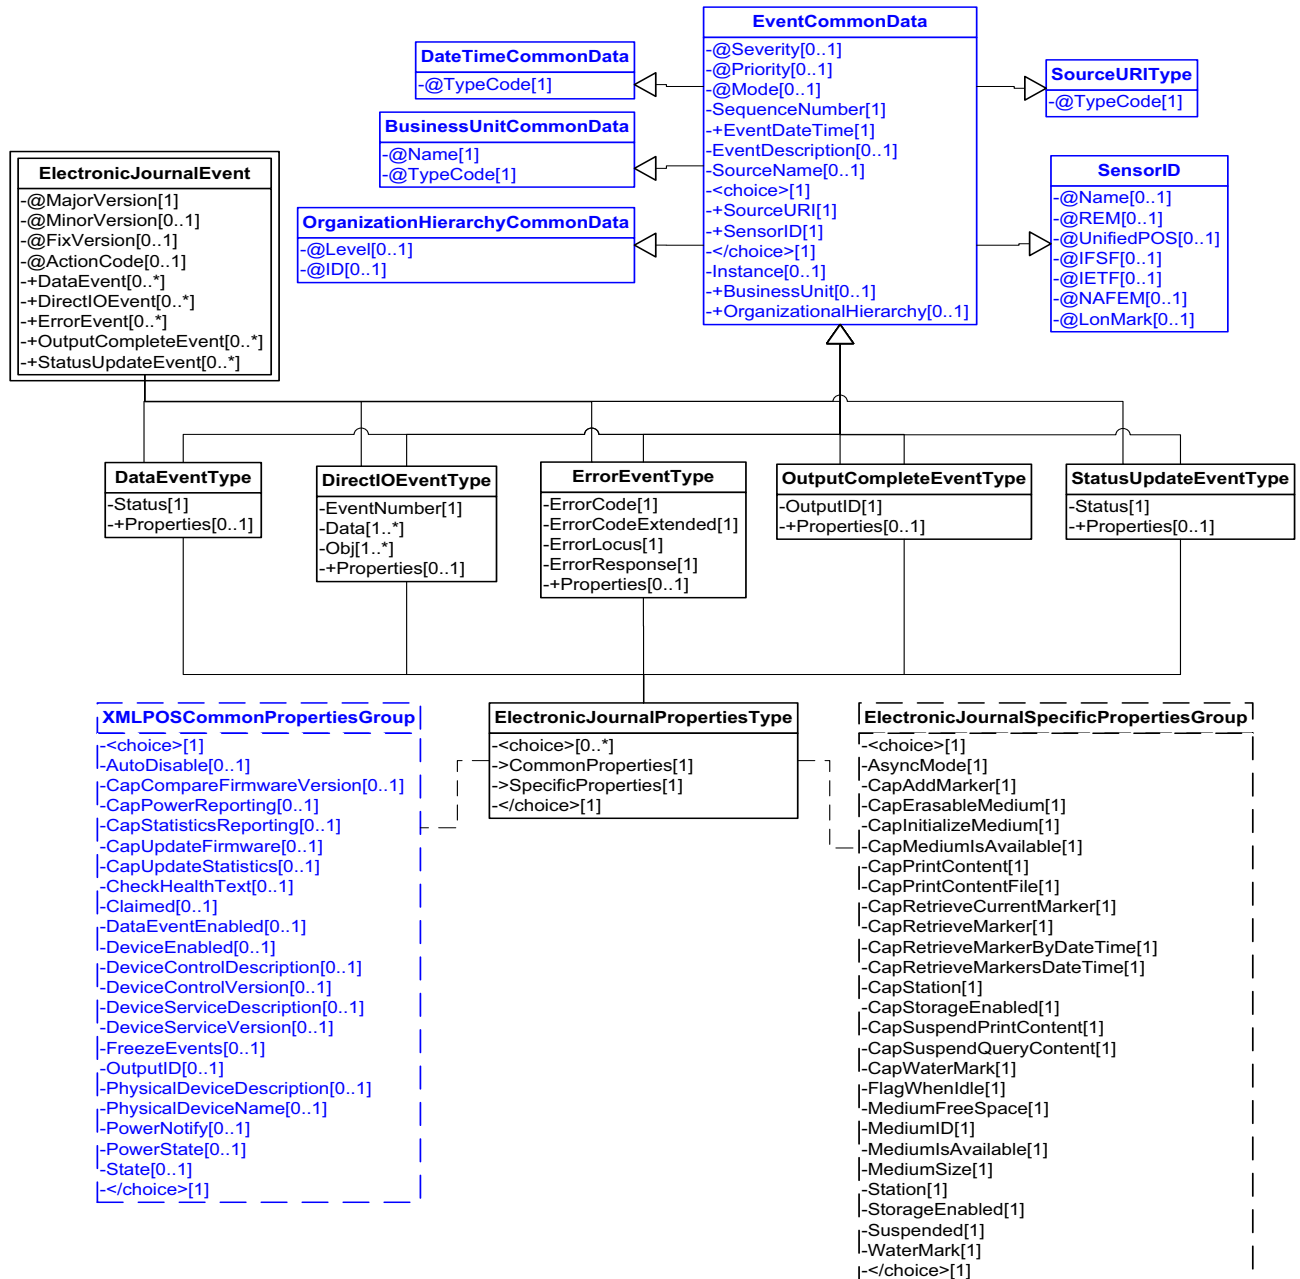 EventCommonData
-@Severity[0..1]
-@Priority[0..1]
-@Mode[0..1]
-SequenceNumber[1]
-+EventDateTime[1]
-EventDescription[0..1]
-SourceName[0..1]
-<choice>[1]
-+SourceURI[1]
-+SensorID[1]
-</choice>[1]
-Instance[0..1]
-+BusinessUnit[0..1]
-+OrganizationalHierarchy[0..1]
DateTimeCommonData
-@TypeCode[1]
SourceURIType
-@TypeCode[1]
BusinessUnitCommonData
-@Name[1]
-@TypeCode[1]
ElectronicJournalEvent
-@MajorVersion[1]
-@MinorVersion[0..1]
-@FixVersion[0..1]
-@ActionCode[0..1]
-+DataEvent[0..*]
-+DirectIOEvent[0..*]
-+ErrorEvent[0..*]
-+OutputCompleteEvent[0..*]
-+StatusUpdateEvent[0..*]
SensorID
-@Name[0..1]
-@REM[0..1]
-@UnifiedPOS[0..1]
-@IFSF[0..1]
-@IETF[0..1]
-@NAFEM[0..1]
-@LonMark[0..1]
OrganizationHierarchyCommonData
-@Level[0..1]
-@ID[0..1]
DataEventType
-Status[1]
-+Properties[0..1]
DirectIOEventType
-EventNumber[1]
-Data[1..*]
-Obj[1..*]
-+Properties[0..1]
ErrorEventType
-ErrorCode[1]
-ErrorCodeExtended[1]
-ErrorLocus[1]
-ErrorResponse[1]
-+Properties[0..1]
OutputCompleteEventType
-OutputID[1]
-+Properties[0..1]
StatusUpdateEventType
-Status[1]
-+Properties[0..1]
XMLPOSCommonPropertiesGroup
-<choice>[1]
-AutoDisable[0..1]
-CapCompareFirmwareVersion[0..1]
-CapPowerReporting[0..1]
-CapStatisticsReporting[0..1]
-CapUpdateFirmware[0..1]
-CapUpdateStatistics[0..1]
-CheckHealthText[0..1]
-Claimed[0..1]
-DataEventEnabled[0..1]
-DeviceEnabled[0..1]
-DeviceControlDescription[0..1]
-DeviceControlVersion[0..1]
-DeviceServiceDescription[0..1]
-DeviceServiceVersion[0..1]
-FreezeEvents[0..1]
-OutputID[0..1]
-PhysicalDeviceDescription[0..1]
-PhysicalDeviceName[0..1]
-PowerNotify[0..1]
-PowerState[0..1]
-State[0..1]
-</choice>[1]
ElectronicJournalPropertiesType
-<choice>[0..*]
->CommonProperties[1]
->SpecificProperties[1]
-</choice>[1]
ElectronicJournalSpecificPropertiesGroup
-<choice>[1]
-AsyncMode[1]
-CapAddMarker[1]
-CapErasableMedium[1]
-CapInitializeMedium[1]
-CapMediumIsAvailable[1]
-CapPrintContent[1]
-CapPrintContentFile[1]
-CapRetrieveCurrentMarker[1]
-CapRetrieveMarker[1]
-CapRetrieveMarkerByDateTime[1]
-CapRetrieveMarkersDateTime[1]
-CapStation[1]
-CapStorageEnabled[1]
-CapSuspendPrintContent[1]
-CapSuspendQueryContent[1]
-CapWaterMark[1]
-FlagWhenIdle[1]
-MediumFreeSpace[1]
-MediumID[1]
-MediumIsAvailable[1]
-MediumSize[1]
-Station[1]
-StorageEnabled[1]
-Suspended[1]
-WaterMark[1]
-</choice>[1]